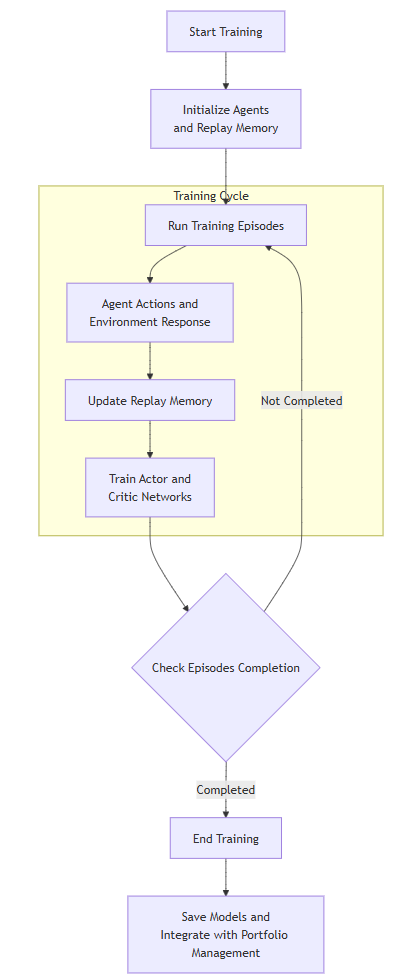 Start Training
Initialize Agents
and Replay Memory
Training Cycle
Run Training Episodes
Agent Actions and
Environment Response
Update Replay Memory
Not Completed
Train Actor and
Critic Networks
Check Episodes Completion
Completed
End Training
Save Models and
Integrate with Portfolio
Management